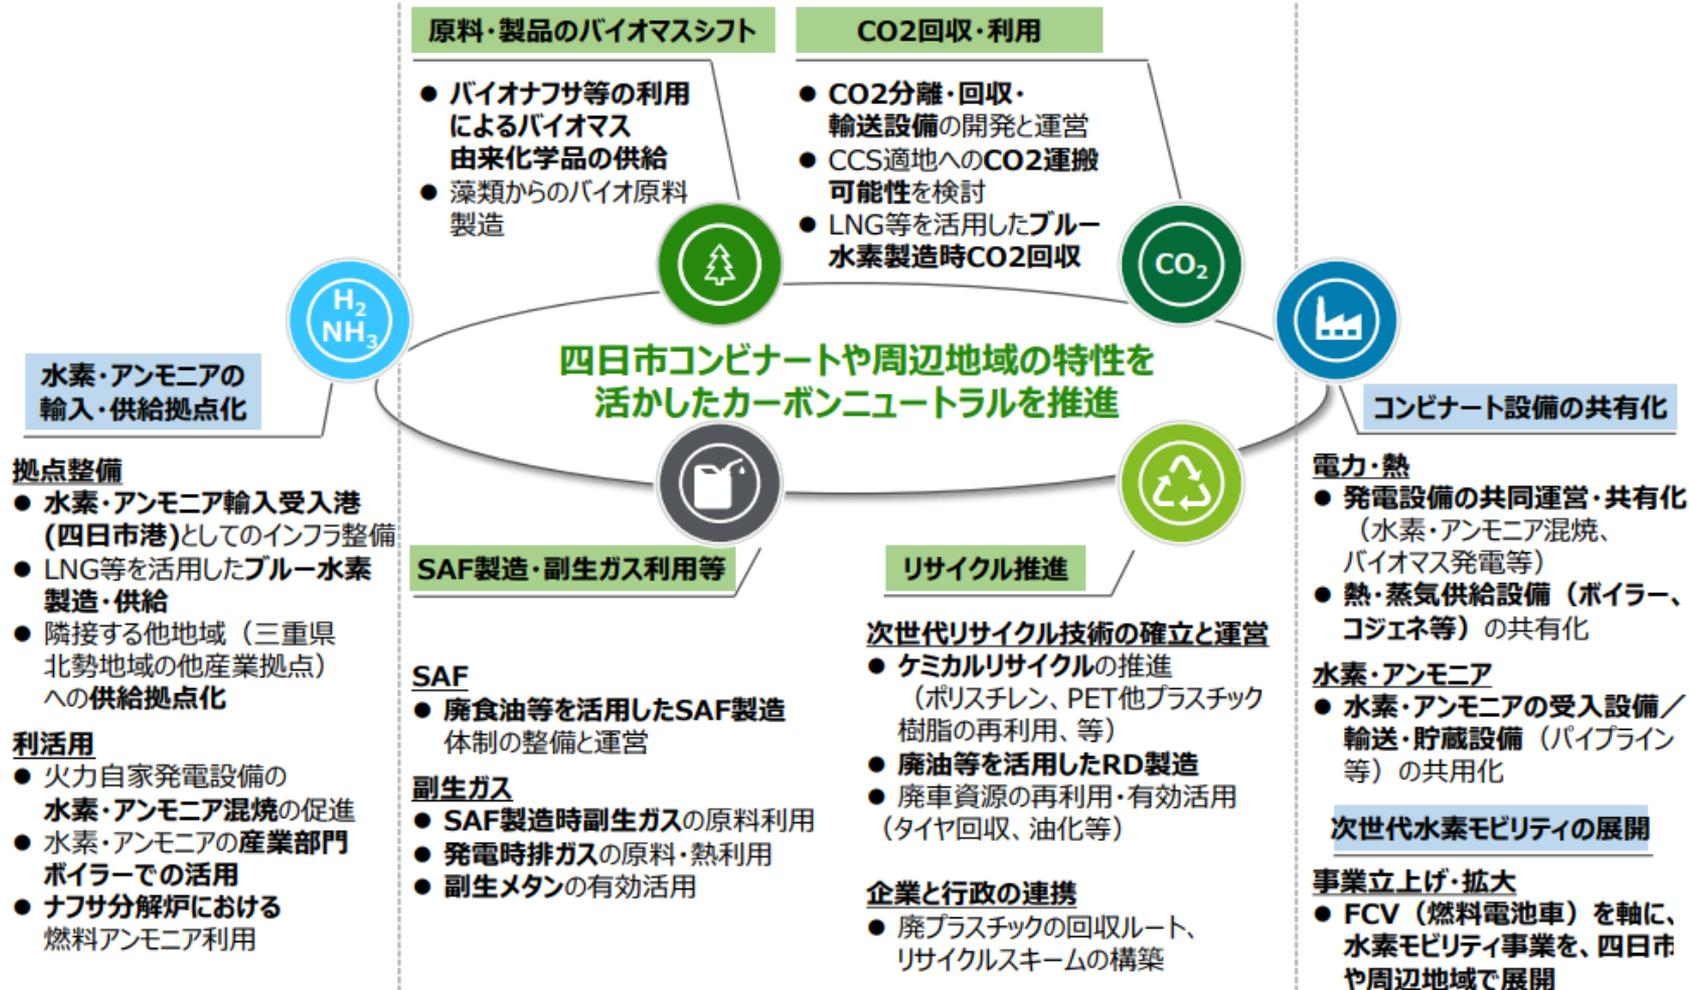 原料・製品のバイオマスシフト
● バイオナフサ等の利用
によるバイオマス
由来化学品の供給
● 藻類からのバイオ原料
製造
CO2回収・利用
● CO2分離・回収・
輸送設備の開発と運営
● CCS適地へのCO2運搬
可能性を検討
● LNG等を活用したブルー
水素製造時CO2回収
H2
NH3
CO2
四日市コンビナートや周辺地域の特性を
活かしたカーボンニュートラルを推進
水素・アンモニアの
輸入・供給拠点化
拠点整備
● 水素・アンモニア輸入受入港
(四日市港)としてのインフラ整備
● LNG等を活用したブルー水素
製造・供給
● 隣接する他地域（三重県
北勢地域の他産業拠点）
への供給拠点化
利活用
● 火力自家発電設備の
水素・アンモニア混焼の促進
● 水素・アンモニアの産業部門
ボイラーでの活用
● ナフサ分解炉における
燃料アンモニア利用
SAF製造・副生ガス利用等
SAF
● 廃食油等を活用したSAF製造
体制の整備と運営
副生ガス
● SAF製造時副生ガスの原料利用
● 発電時排ガスの原料・熱利用
● 副生メタンの有効活用
リサイクル推進
次世代リサイクル技術の確立と運営
● ケミカルリサイクルの推進
（ポリスチレン、PET他プラスチック
樹脂の再利用、等）
● 廃油等を活用したRD製造
● 廃車資源の再利用・有効活用
（タイヤ回収、油化等）
企業と行政の連携
● 廃プラスチックの回収ルート、
リサイクルスキームの構築
コンビナート設備の共有化
電力・熱
● 発電設備の共同運営・共有化
（水素・アンモニア混焼、
バイオマス発電等）
● 熱・蒸気供給設備（ボイラー、
コジェネ等）の共有化
水素・アンモニア
● 水素・アンモニアの受入設備／
輸送・貯蔵設備（パイプライン
等）の共用化
次世代水素モビリティの展開
事業立上げ・拡大
● FCV（燃料電池車）を軸に、
水素モビリティ事業を、四日市
や周辺地域で展開